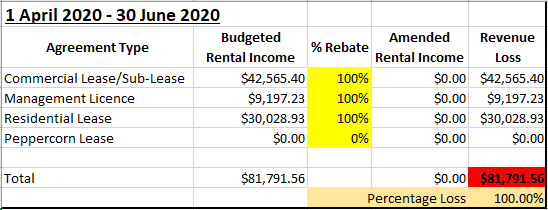 1 April 2020 - 30 June 2020
Agreement Type Budgeted Rental Income % Rebate Amended Rental Income Revenue Loss
Commercial Lease/Sub-Lease $42,565.40 100% $0.00 $42,565.40
Management Licence $9,197.23 100% $0.00 $9,197.23
Residential Lease $30,028.93 100% $0.00 $30,028.93
Peppercorn Lease $0.00 0% $0.00 $0.00
Total $81,791.56 $0.00 $81,791.56
Percentage Loss 100.00%